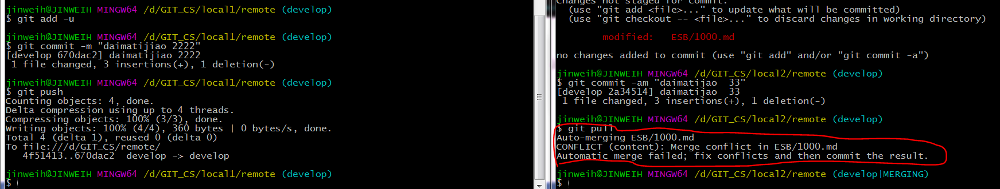 jinweih@JINWEIH MINGW64 /d/GIT_CS/local1/remote (develop)
$ git add -u
jinweih@JINWEIH MINGW64 /d/GIT_CS/local1/remote (develop)
$ git commit -m "daimatijiao 2222"
[develop 670dac2] daimatijiao 2222
 1 file changed, 3 insertions(+), 1 deletion(-)
jinweih@JINWEIH MINGW64 /d/GIT_CS/local1/remote (develop)
$ git push
Counting objects: 4, done.
Delta compression using up to 4 threads.
Compressing objects: 100% (3/3), done.
Writing objects: 100% (4/4), 360 bytes | 0 bytes/s, done.
Total 4 (delta 1), reused 0 (delta 0)
To file:///d/GIT_CS/remote/
   4f51413..670dac2  develop -> develop
jinweih@JINWEIH MINGW64 /d/GIT_CS/local1/remote (develop)
$
Changes not staged for commit:
  (use "git add <file>..." to update what will be committed)
  (use "git checkout -- <file>..." to discard changes in working directory)
        modified:   ESB/1000.md
no changes added to commit (use "git add" and/or "git commit -a")
jinweih@JINWEIH MINGW64 /d/GIT_CS/local2/remote (develop)
$ git commit -am "daimatijao  33"
[develop 2a34514] daimatijao  33
 1 file changed, 3 insertions(+), 1 deletion(-)
jinweih@JINWEIH MINGW64 /d/GIT_CS/local2/remote (develop)
$ git pull
Auto-merging ESB/1000.md
CONFLICT (content): Merge conflict in ESB/1000.md
Automatic merge failed; fix conflicts and then commit the result.
jinweih@JINWEIH MINGW64 /d/GIT_CS/local2/remote (develop|MERGING)
$